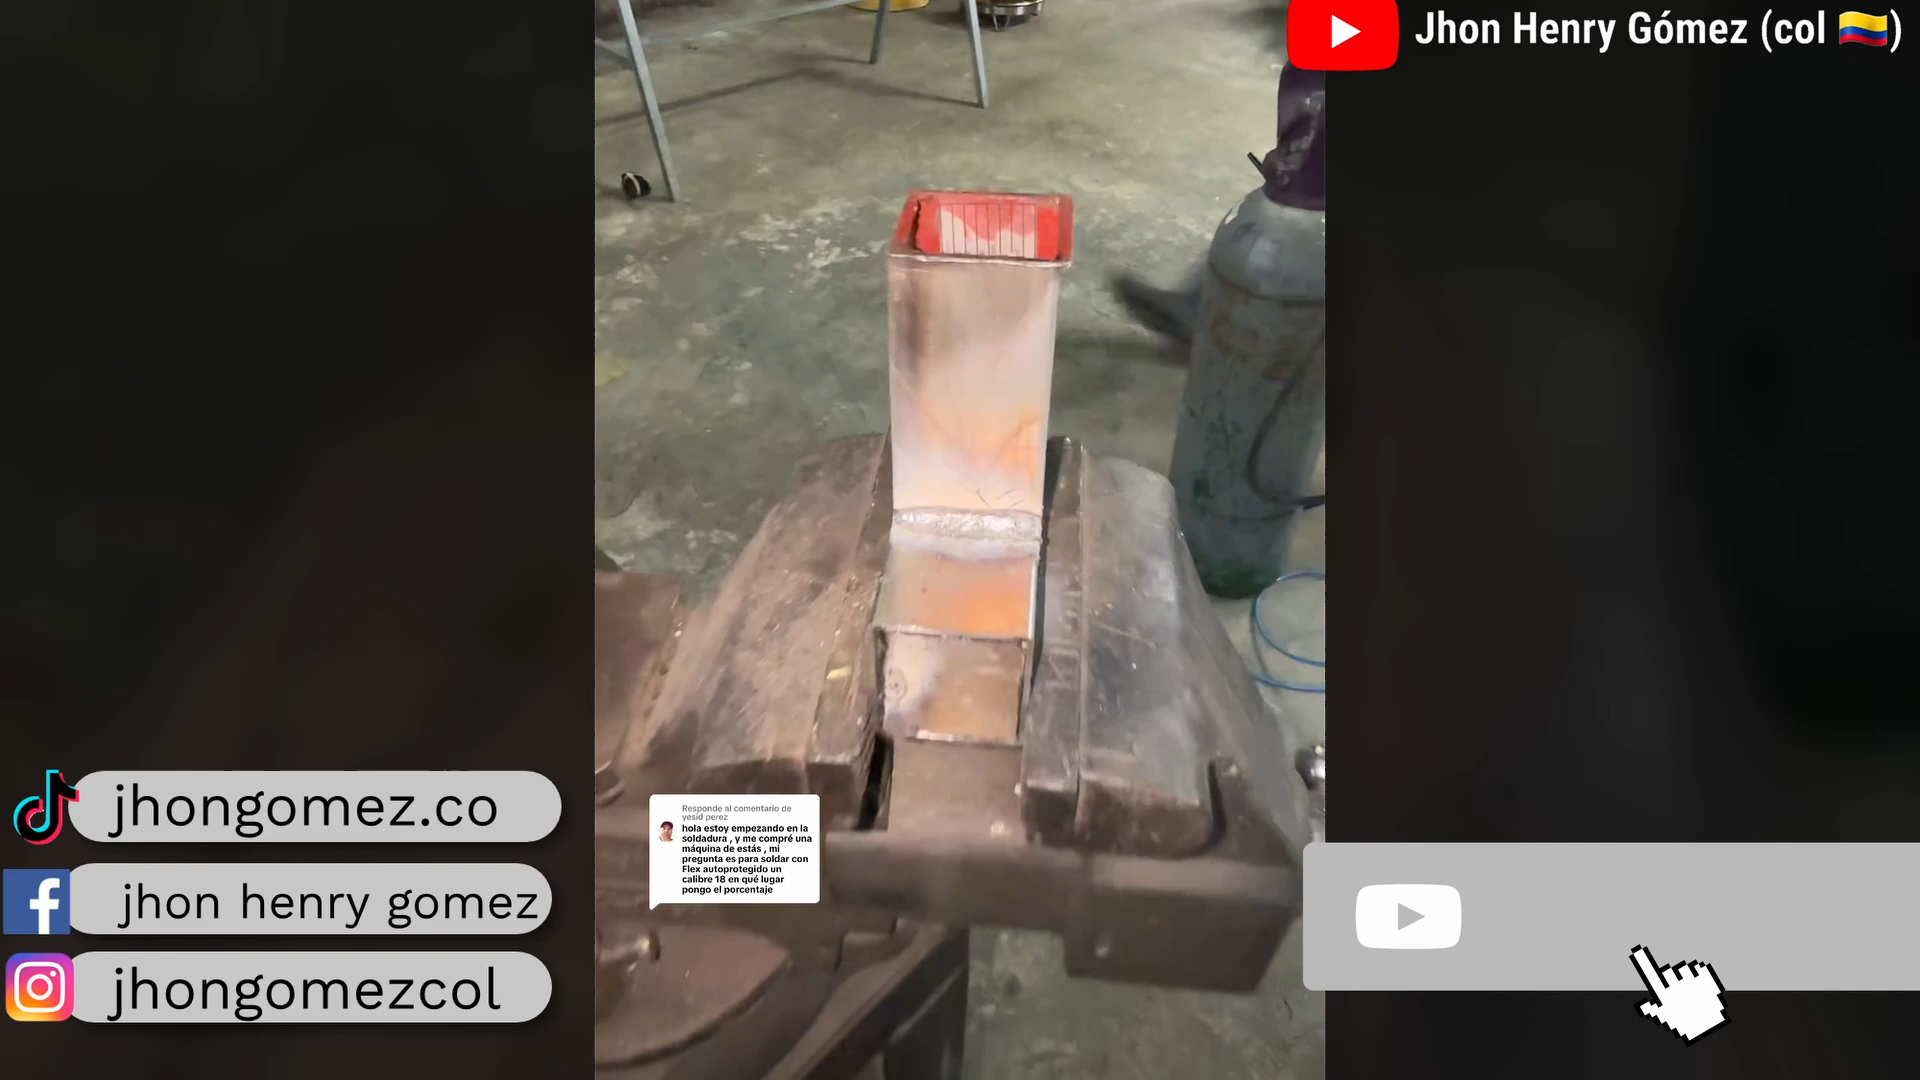 Jhon Henry Gómez (col 🇨🇴)
Responde al comentario de
yesid perez
hola estoy empezando en la
soldadura , y me compré una
máquina de estás , mi
pregunta es para soldar con
Flex autoprotegido un
calibre 18 en qué lugar
pongo el porcentaje
jhongomez.co
jhon henry gomez
jhongomezcol